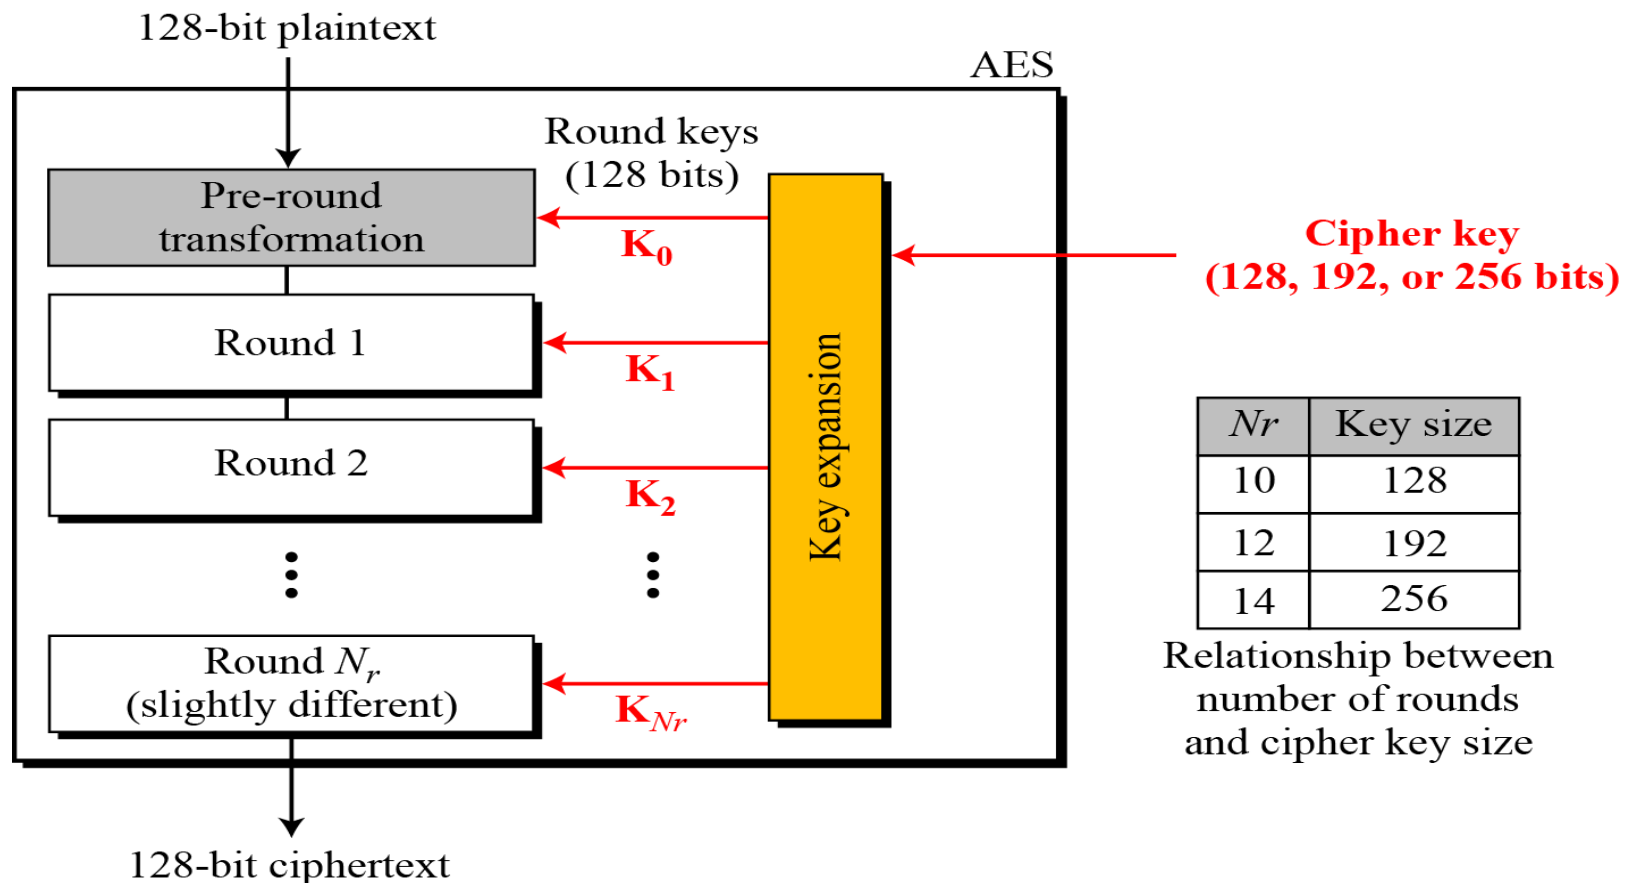 128-bit plaintext
AES
Round keys
(128 bits)
Pre-round
transformation
K0
Cipher key
(128, 192, or 256 bits)
Round 1
K1
Round 2
K2
Key expansion
Round Nr
(slightly different)
KNr
128-bit ciphertext
Nr Key size
10 128
12 192
14 256
Relationship between
number of rounds
and cipher key size